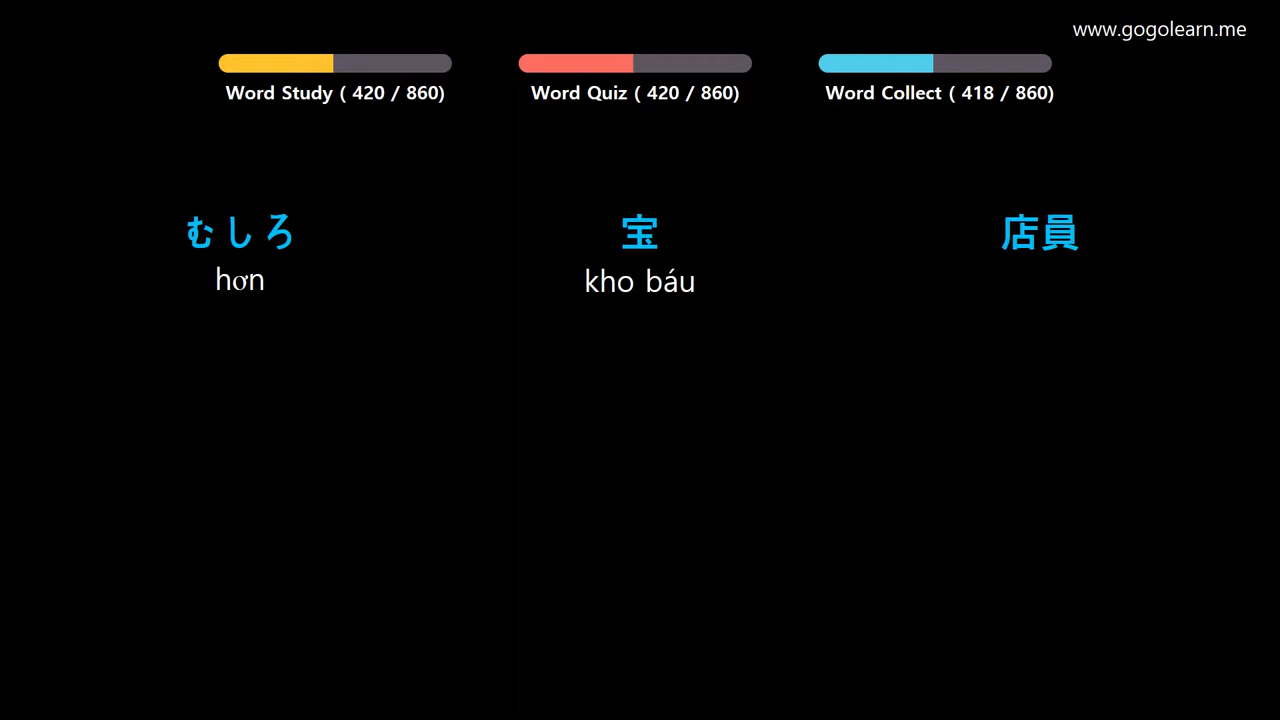 www.gogolearn.me
Word Study ( 420 / 860)
Word Quiz ( 420 / 860)
Word Collect ( 418 / 860)
むしろ
hơn
宝
kho báu
店員